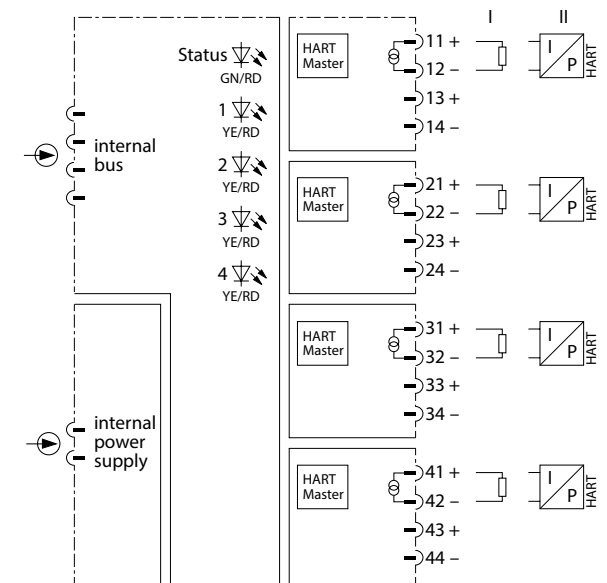 I II
Status
GN/RD
1
YE/RD
2
YE/RD
3
YE/RD
4
YE/RD
internal
bus
internal
power
supply
HART
Master
11 +
12 –
13 +
14 –
I
P
HART
HART
Master
21 +
22 –
23 +
24 –
I
P
HART
HART
Master
31 +
32 –
33 +
34 –
I
P
HART
HART
Master
41 +
42 –
43 +
44 –
I
P
HART